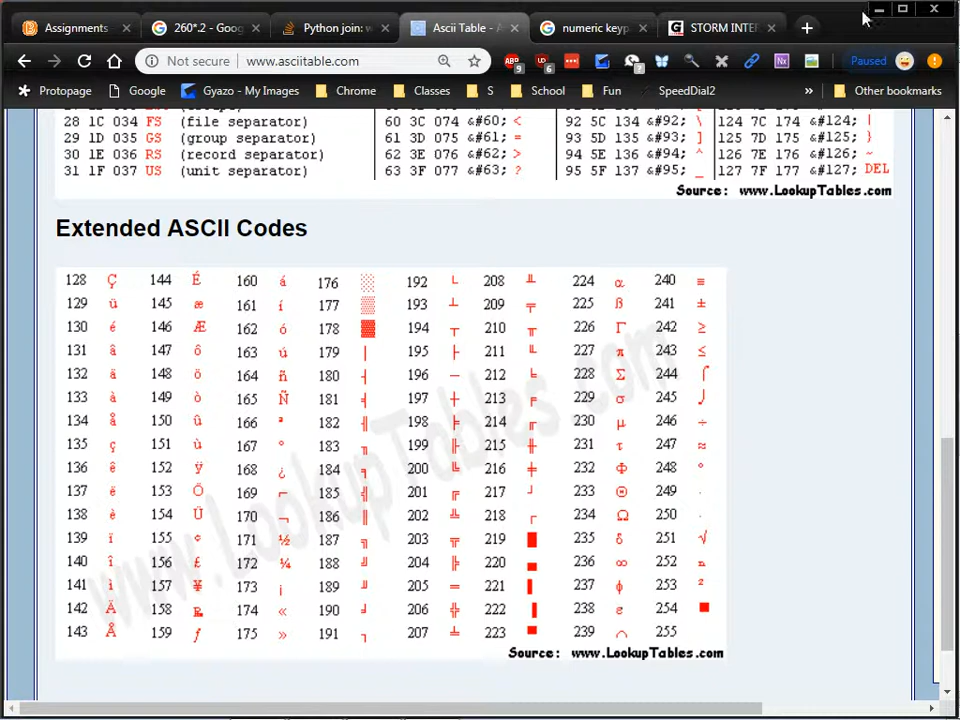 Assignments
260*.2 - Goog
Python join: w
Ascii Table - A
numeric keyp
STORM INTE
Not secure | www.asciitable.com
ABP 9
UD 6
?
Nx
Paused
Protopage
Google
Gyazo - My Images
Chrome
Classes
S
School
Fun
SpeedDial2
»
Other bookmarks
28 1C 034 FS (file separator) 60 3C 074 &#60; < 92 5C 134 &#92; \ 124 7C 174 &#124; |
29 1D 035 GS (group separator) 61 3D 075 &#61; = 93 5D 135 &#93; ] 125 7D 175 &#125; }
30 1E 036 RS (record separator) 62 3E 076 &#62; > 94 5E 136 &#94; ^ 126 7E 176 &#126; ~
31 1F 037 US (unit separator) 63 3F 077 &#63; ? 95 5F 137 &#95; _ 127 7F 177 &#127; DEL
Source: www.LookupTables.com
Extended ASCII Codes
128 Ç 144 É 160 á 176 ░ 192 └ 208 ╨ 224 α 240 ≡
129 ü 145 æ 161 í 177 ▒ 193 ┴ 209 ╤ 225 ß 241 ±
130 é 146 Æ 162 ó 178 ▓ 194 ┬ 210 ╥ 226 Γ 242 ≥
131 â 147 ô 163 ú 179 │ 195 ├ 211 ╙ 227 π 243 ≤
132 ä 148 ö 164 ñ 180 ┤ 196 ─ 212 ╘ 228 Σ 244 ⌠
133 à 149 ò 165 Ñ 181 ╡ 197 ┼ 213 ╒ 229 σ 245 ⌡
134 å 150 û 166 ª 182 ╢ 198 ╞ 214 ╓ 230 µ 246 ÷
135 ç 151 ù 167 º 183 ╖ 199 ╟ 215 ╫ 231 τ 247 ≈
136 ê 152 ÿ 168 ¿ 184 ╕ 200 ╚ 216 ╪ 232 Φ 248 °
137 ë 153 Ö 169 ⌐ 185 ╣ 201 ╔ 217 ┘ 233 Θ 249 ∙
138 è 154 Ü 170 ¬ 186 ║ 202 ╩ 218 ┌ 234 Ω 250 ·
139 ï 155 ¢ 171 ½ 187 ╗ 203 ╦ 219 █ 235 δ 251 √
140 î 156 £ 172 ¼ 188 ╝ 204 ╠ 220 ▄ 236 ∞ 252 ⁿ
141 ì 157 ¥ 173 ¡ 189 ╜ 205 ═ 221 ▌ 237 φ 253 ²
142 Ä 158 ₧ 174 « 190 ╛ 206 ╬ 222 ▐ 238 ε 254 ■
143 Å 159 ƒ 175 » 191 ┐ 207 ╧ 223 ▀ 239 ∩ 255
www.LookupTables.com
Source: www.LookupTables.com